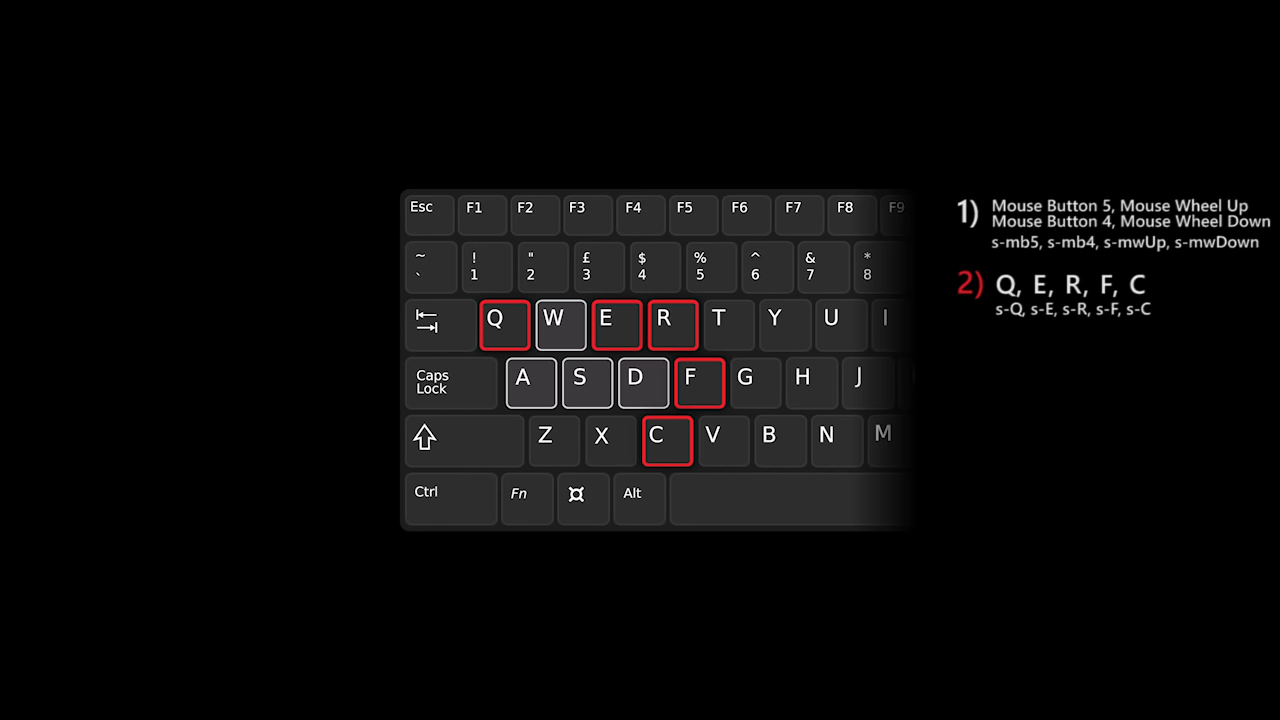 Esc F1 F2 F3 F4 F5 F6 F7 F8 F9
~ ! " £ $ % ^ & *
` 1 2 3 4 5 6 7 8
Q W E R T Y U I
Caps
Lock
A S D F G H J
Z X C V B N M
Ctrl Fn Alt
1) Mouse Button 5, Mouse Wheel Up
Mouse Button 4, Mouse Wheel Down
s-mb5, s-mb4, s-mwUp, s-mwDown
2) Q, E, R, F, C
s-Q, s-E, s-R, s-F, s-C